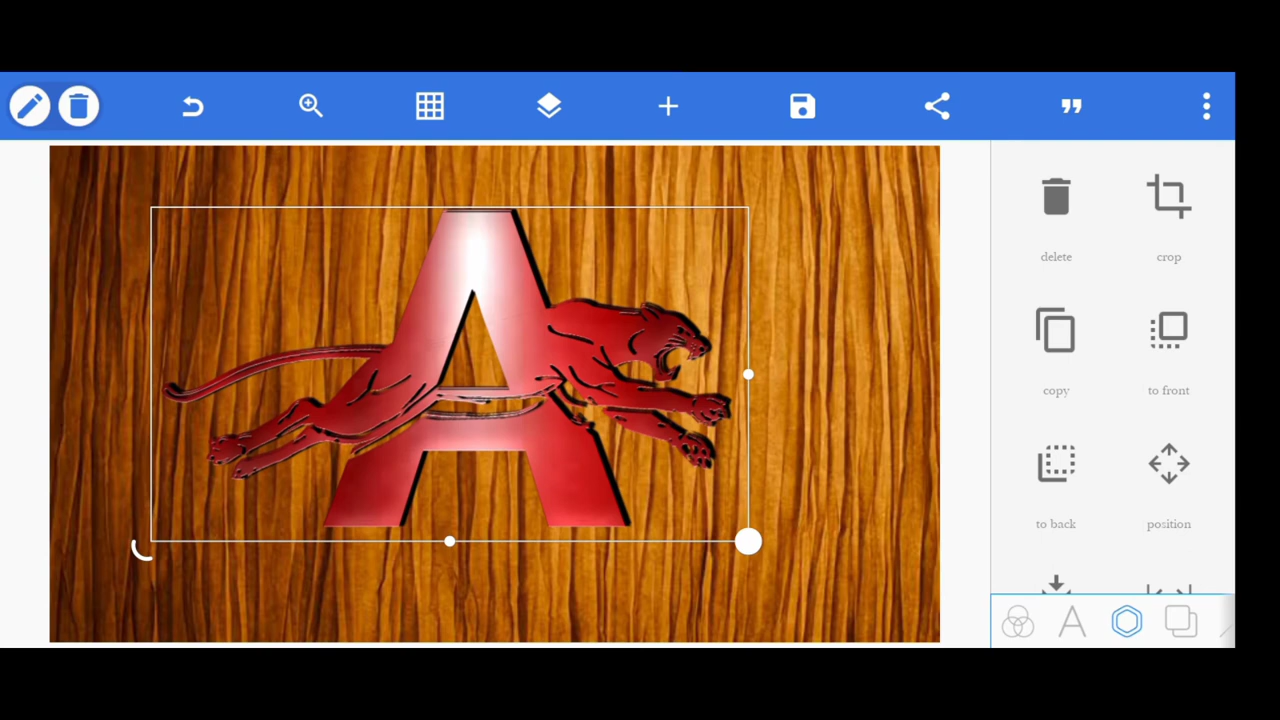 A
delete
crop
copy
to front
to back
position
A